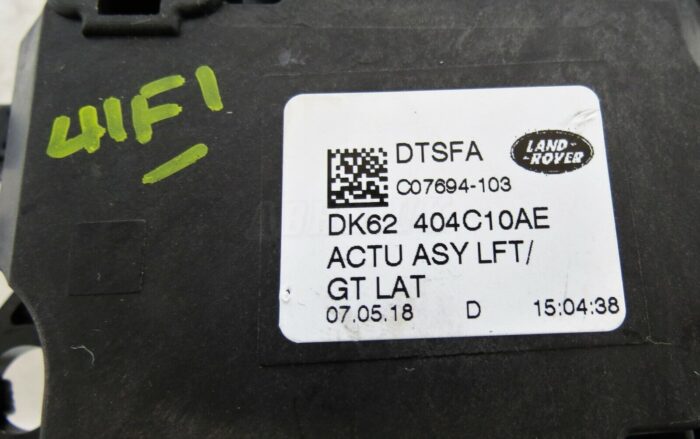 41F1
DTSFA
LAND
ROVER
C07694-103
DK62 404C10AE
ACTU ASY LFT/
GT LAT
07.05.18 D 15:04:38